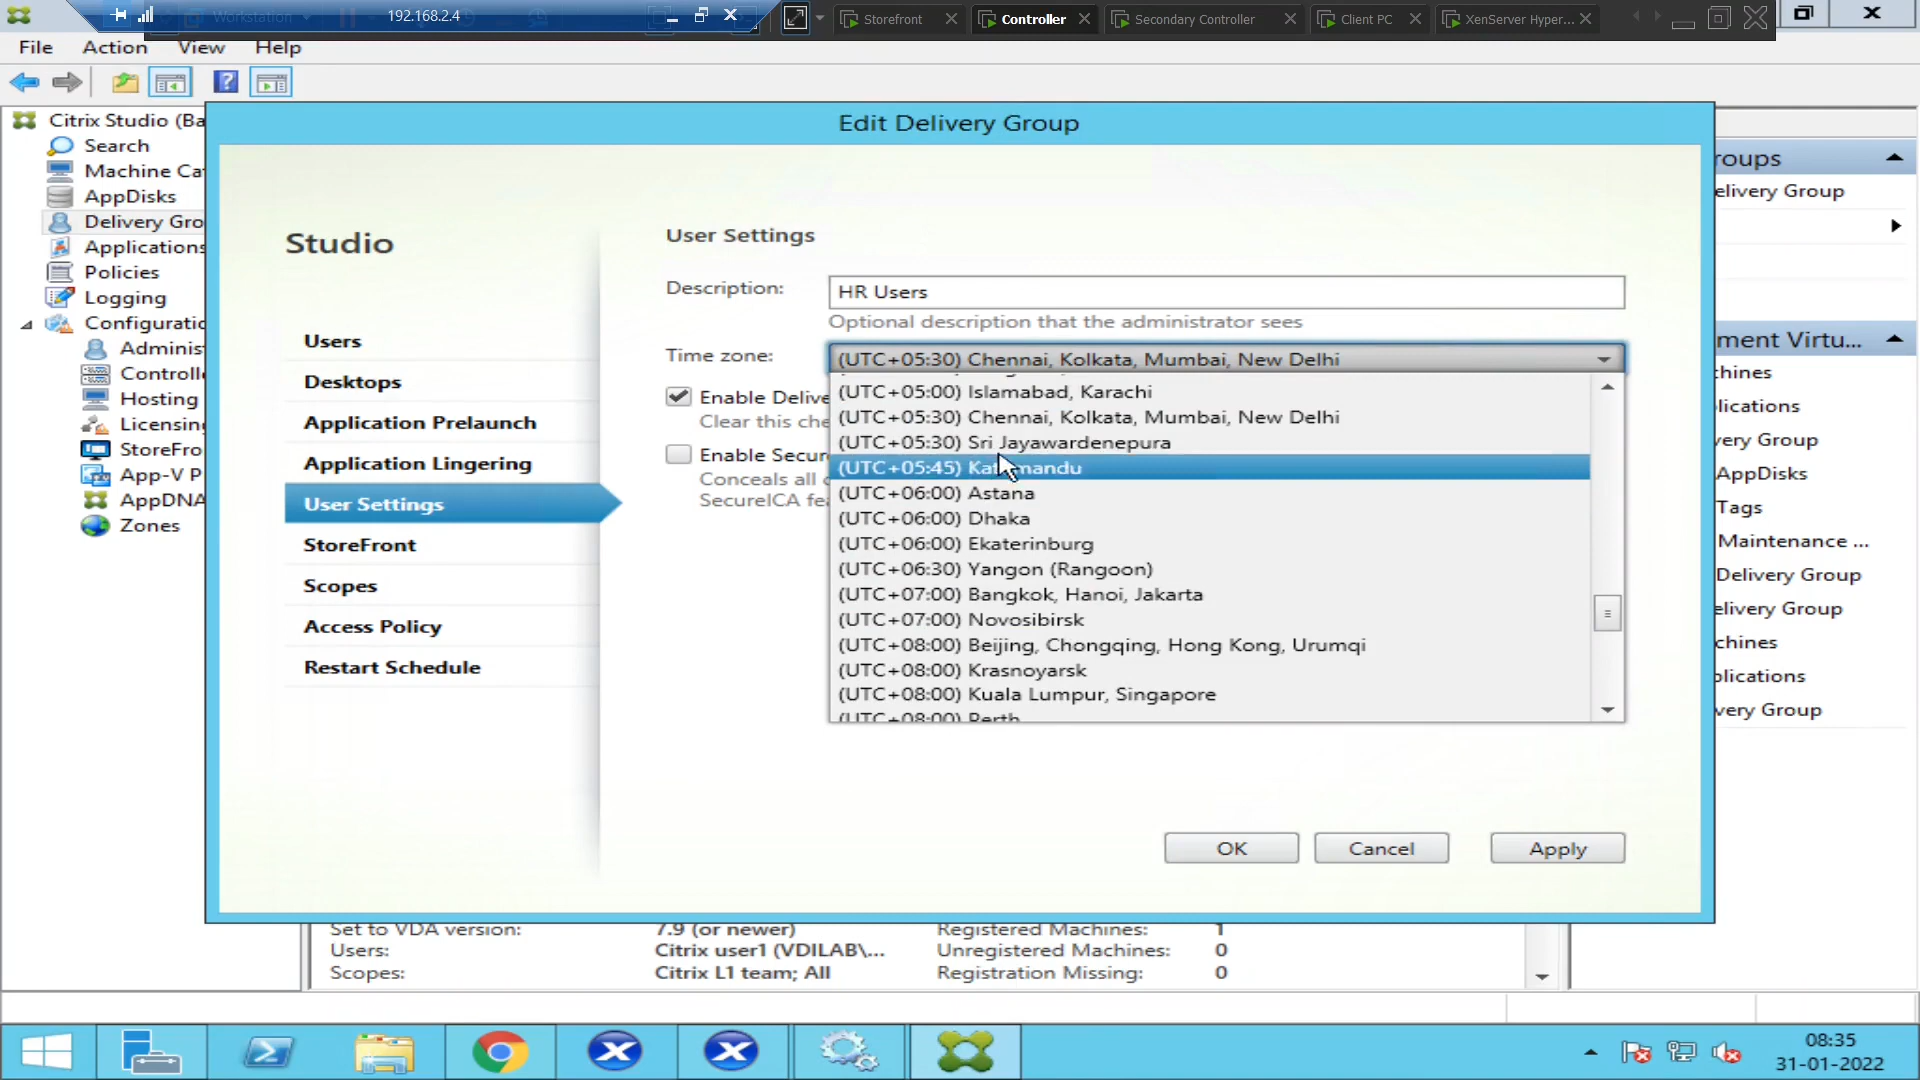 Workstation
192.168.2.4
Storefront
Controller
Secondary Controller
Client PC
XenServer Hyper...
File Action View Help
Citrix Studio (Ba
Search
Machine Ca
AppDisks
Delivery Gro
Applications
Policies
Logging
Configuratio
Adminis
Controll
Hosting
Licensing
StoreFro
App-V P
AppDNA
Zones
Edit Delivery Group
Studio
Users
Desktops
Application Prelaunch
Application Lingering
User Settings
StoreFront
Scopes
Access Policy
Restart Schedule
User Settings
Description:
HR Users
Optional description that the administrator sees
Time zone:
(UTC+05:30) Chennai, Kolkata, Mumbai, New Delhi
Enable Delive
Clear this che
Enable Secur
Conceals all c
SecureICA fea
(UTC+05:00) Islamabad, Karachi
(UTC+05:30) Chennai, Kolkata, Mumbai, New Delhi
(UTC+05:30) Sri Jayawardenepura
(UTC+05:45) Kathmandu
(UTC+06:00) Astana
(UTC+06:00) Dhaka
(UTC+06:00) Ekaterinburg
(UTC+06:30) Yangon (Rangoon)
(UTC+07:00) Bangkok, Hanoi, Jakarta
(UTC+07:00) Novosibirsk
(UTC+08:00) Beijing, Chongqing, Hong Kong, Urumqi
(UTC+08:00) Krasnoyarsk
(UTC+08:00) Kuala Lumpur, Singapore
(UTC+08:00) Perth
OK
Cancel
Apply
roups
elivery Group
ment Virtu...
chines
lications
very Group
AppDisks
Tags
Maintenance ...
Delivery Group
elivery Group
chines
plications
very Group
Set to VDA version: 7.9 (or newer) Registered Machines: 1
Users: Citrix user1 (VDILAB\... Unregistered Machines: 0
Scopes: Citrix L1 team; All Registration Missing: 0
08:35
31-01-2022